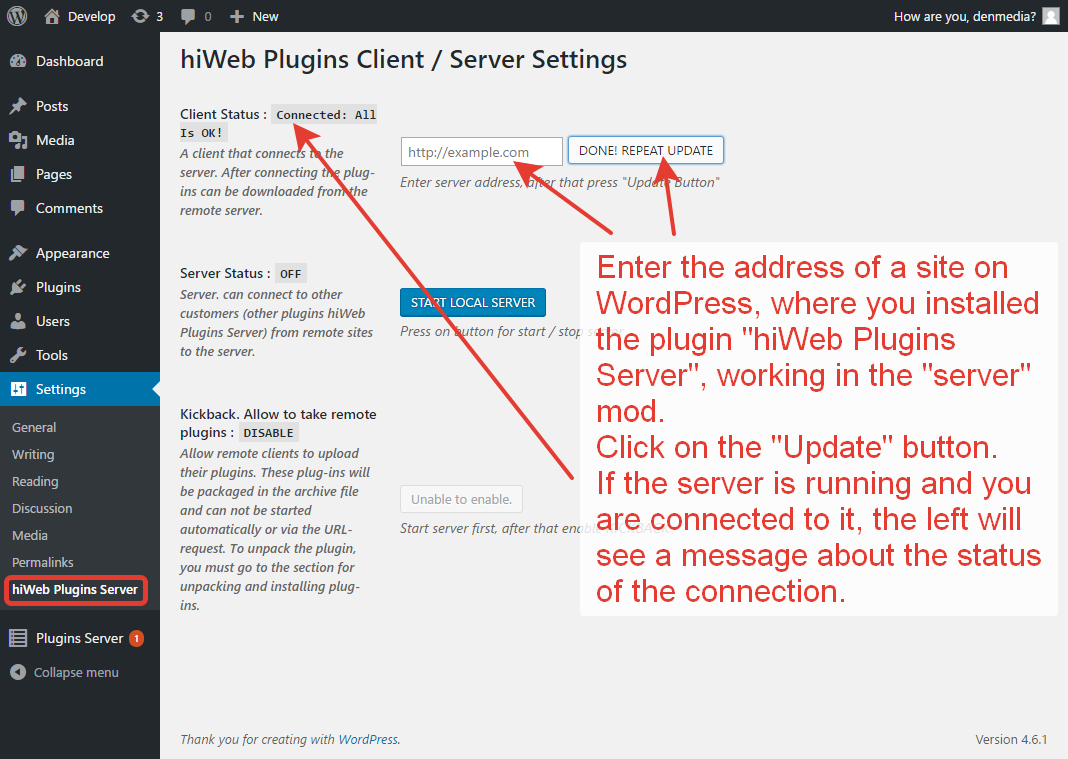 Develop 3 0 New
How are you, denmedia?
Dashboard
Posts
Media
Pages
Comments
Appearance
Plugins
Users
Tools
Settings
General
Writing
Reading
Discussion
Media
Permalinks
hiWeb Plugins Server
Plugins Server 1
Collapse menu
hiWeb Plugins Client / Server Settings
Client Status : Connected: All
Is OK!
A client that connects to the
server. After connecting the plug-
ins can be downloaded from the
remote server.
http://example.com
DONE! REPEAT UPDATE
Enter server address, after that press "Update Button"
Server Status : OFF
Server. can connect to other
customers (other plugins hiWeb
Plugins Server) from remote sites
to the server.
START LOCAL SERVER
Press on button for start / stop server
Kickback. Allow to take remote
plugins : DISABLE
Allow remote clients to upload
their plugins. These plug-ins will
be packaged in the archive file
and can not be started
automatically or via the URL-
request. To unpack the plugin,
you must go to the section for
unpacking and installing plug-
ins.
Unable to enable.
Start server first, after that enable
Enter the address of a site on
WordPress, where you installed
the plugin "hiWeb Plugins
Server", working in the "server"
mod.
Click on the "Update" button.
If the server is running and you
are connected to it, the left will
see a message about the status
of the connection.
Thank you for creating with WordPress.
Version 4.6.1